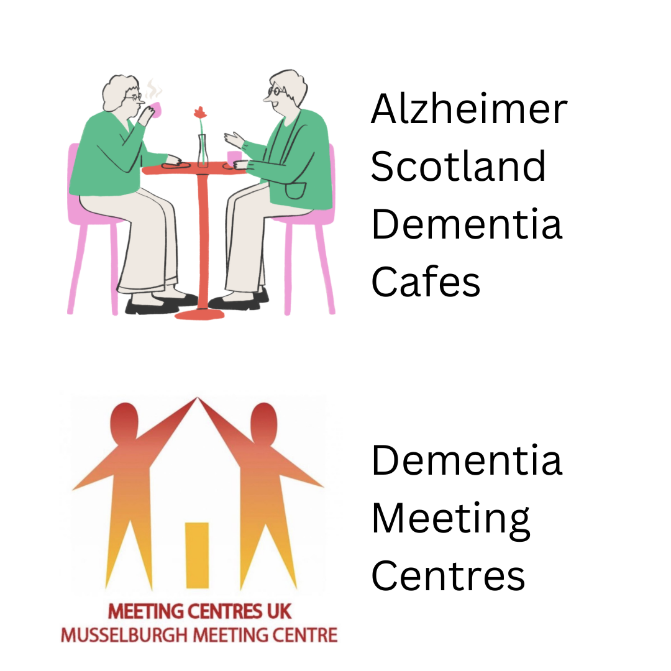 Alzheimer
Scotland
Dementia
Cafes
Dementia
Meeting
Centres
MEETING CENTRES UK
MUSSELBURGH MEETING CENTRE